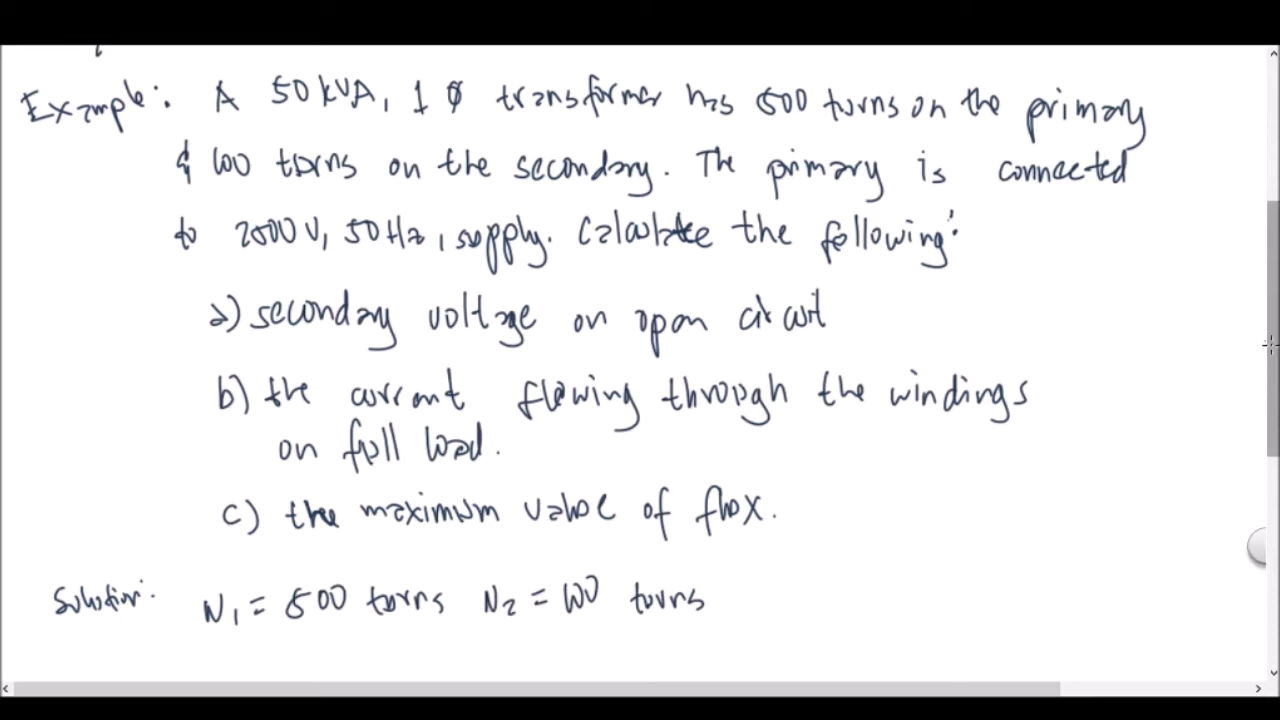 Example: A 50 kVA, 1 Ø transformer has 500 turns on the primary
& 100 turns on the secondary. The primary is connected
to 2500 V, 50 Hz, supply. Calculate the following:
a) secondary voltage on open circuit
b) the current flowing through the windings
on full load.
c) the maximum value of flux.
Solution: N1 = 500 turns N2 = 100 turns